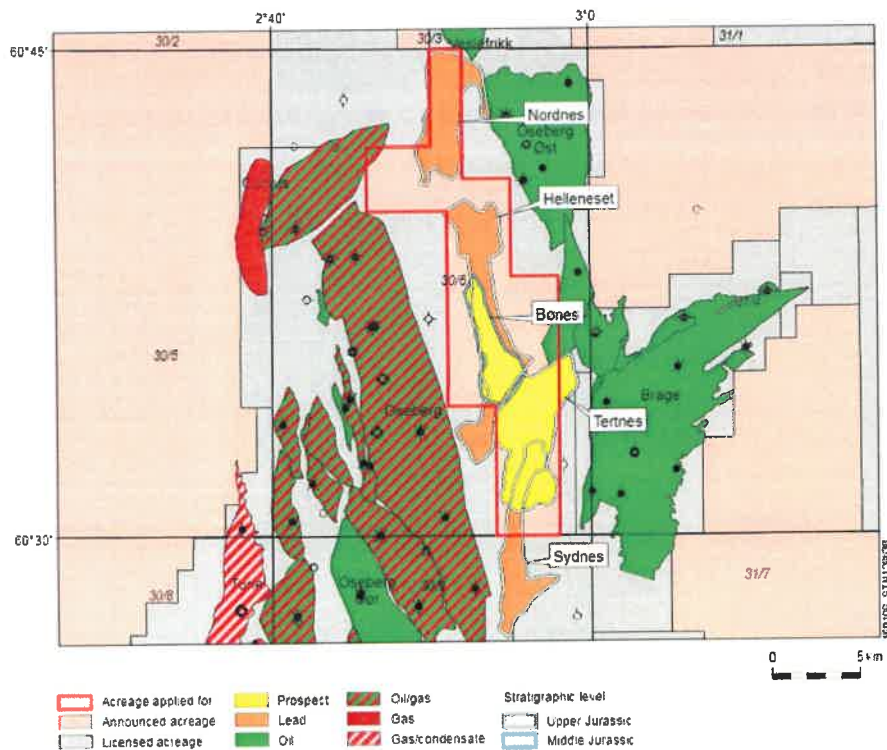 2°40'
3°0'
60°45'
30/2
30/3
31/1
Nordnes
Oseberg
Øst
Helleneset
30/6
Bønes
30/5
Oseberg
Brage
Tertnes
60°30'
Sydnes
31/7
30/8
Oseberg
Sør
30/9
0
5 km
Acreage applied for
Prospect
Oil/gas
Stratigraphic level
Announced acreage
Lead
Gas
Upper Jurassic
Licensed acreage
Oil
Gas/condensate
Middle Jurassic